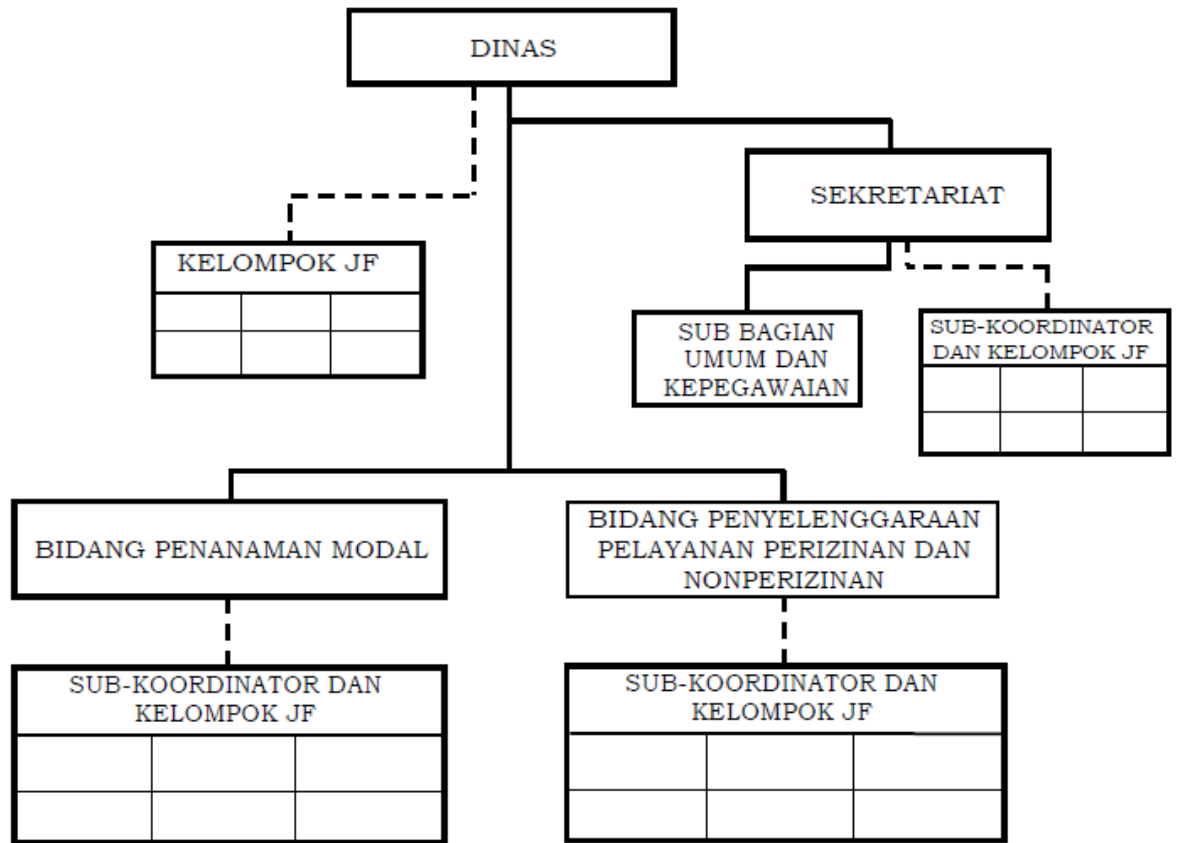 DINAS
SEKRETARIAT
KELOMPOK JF
SUB BAGIAN
UMUM DAN
KEPEGAWAIAN
SUB-KOORDINATOR
DAN KELOMPOK JF
BIDANG PENANAMAN MODAL
BIDANG PENYELENGGARAAN
PELAYANAN PERIZINAN DAN
NONPERIZINAN
SUB-KOORDINATOR DAN
KELOMPOK JF
SUB-KOORDINATOR DAN
KELOMPOK JF